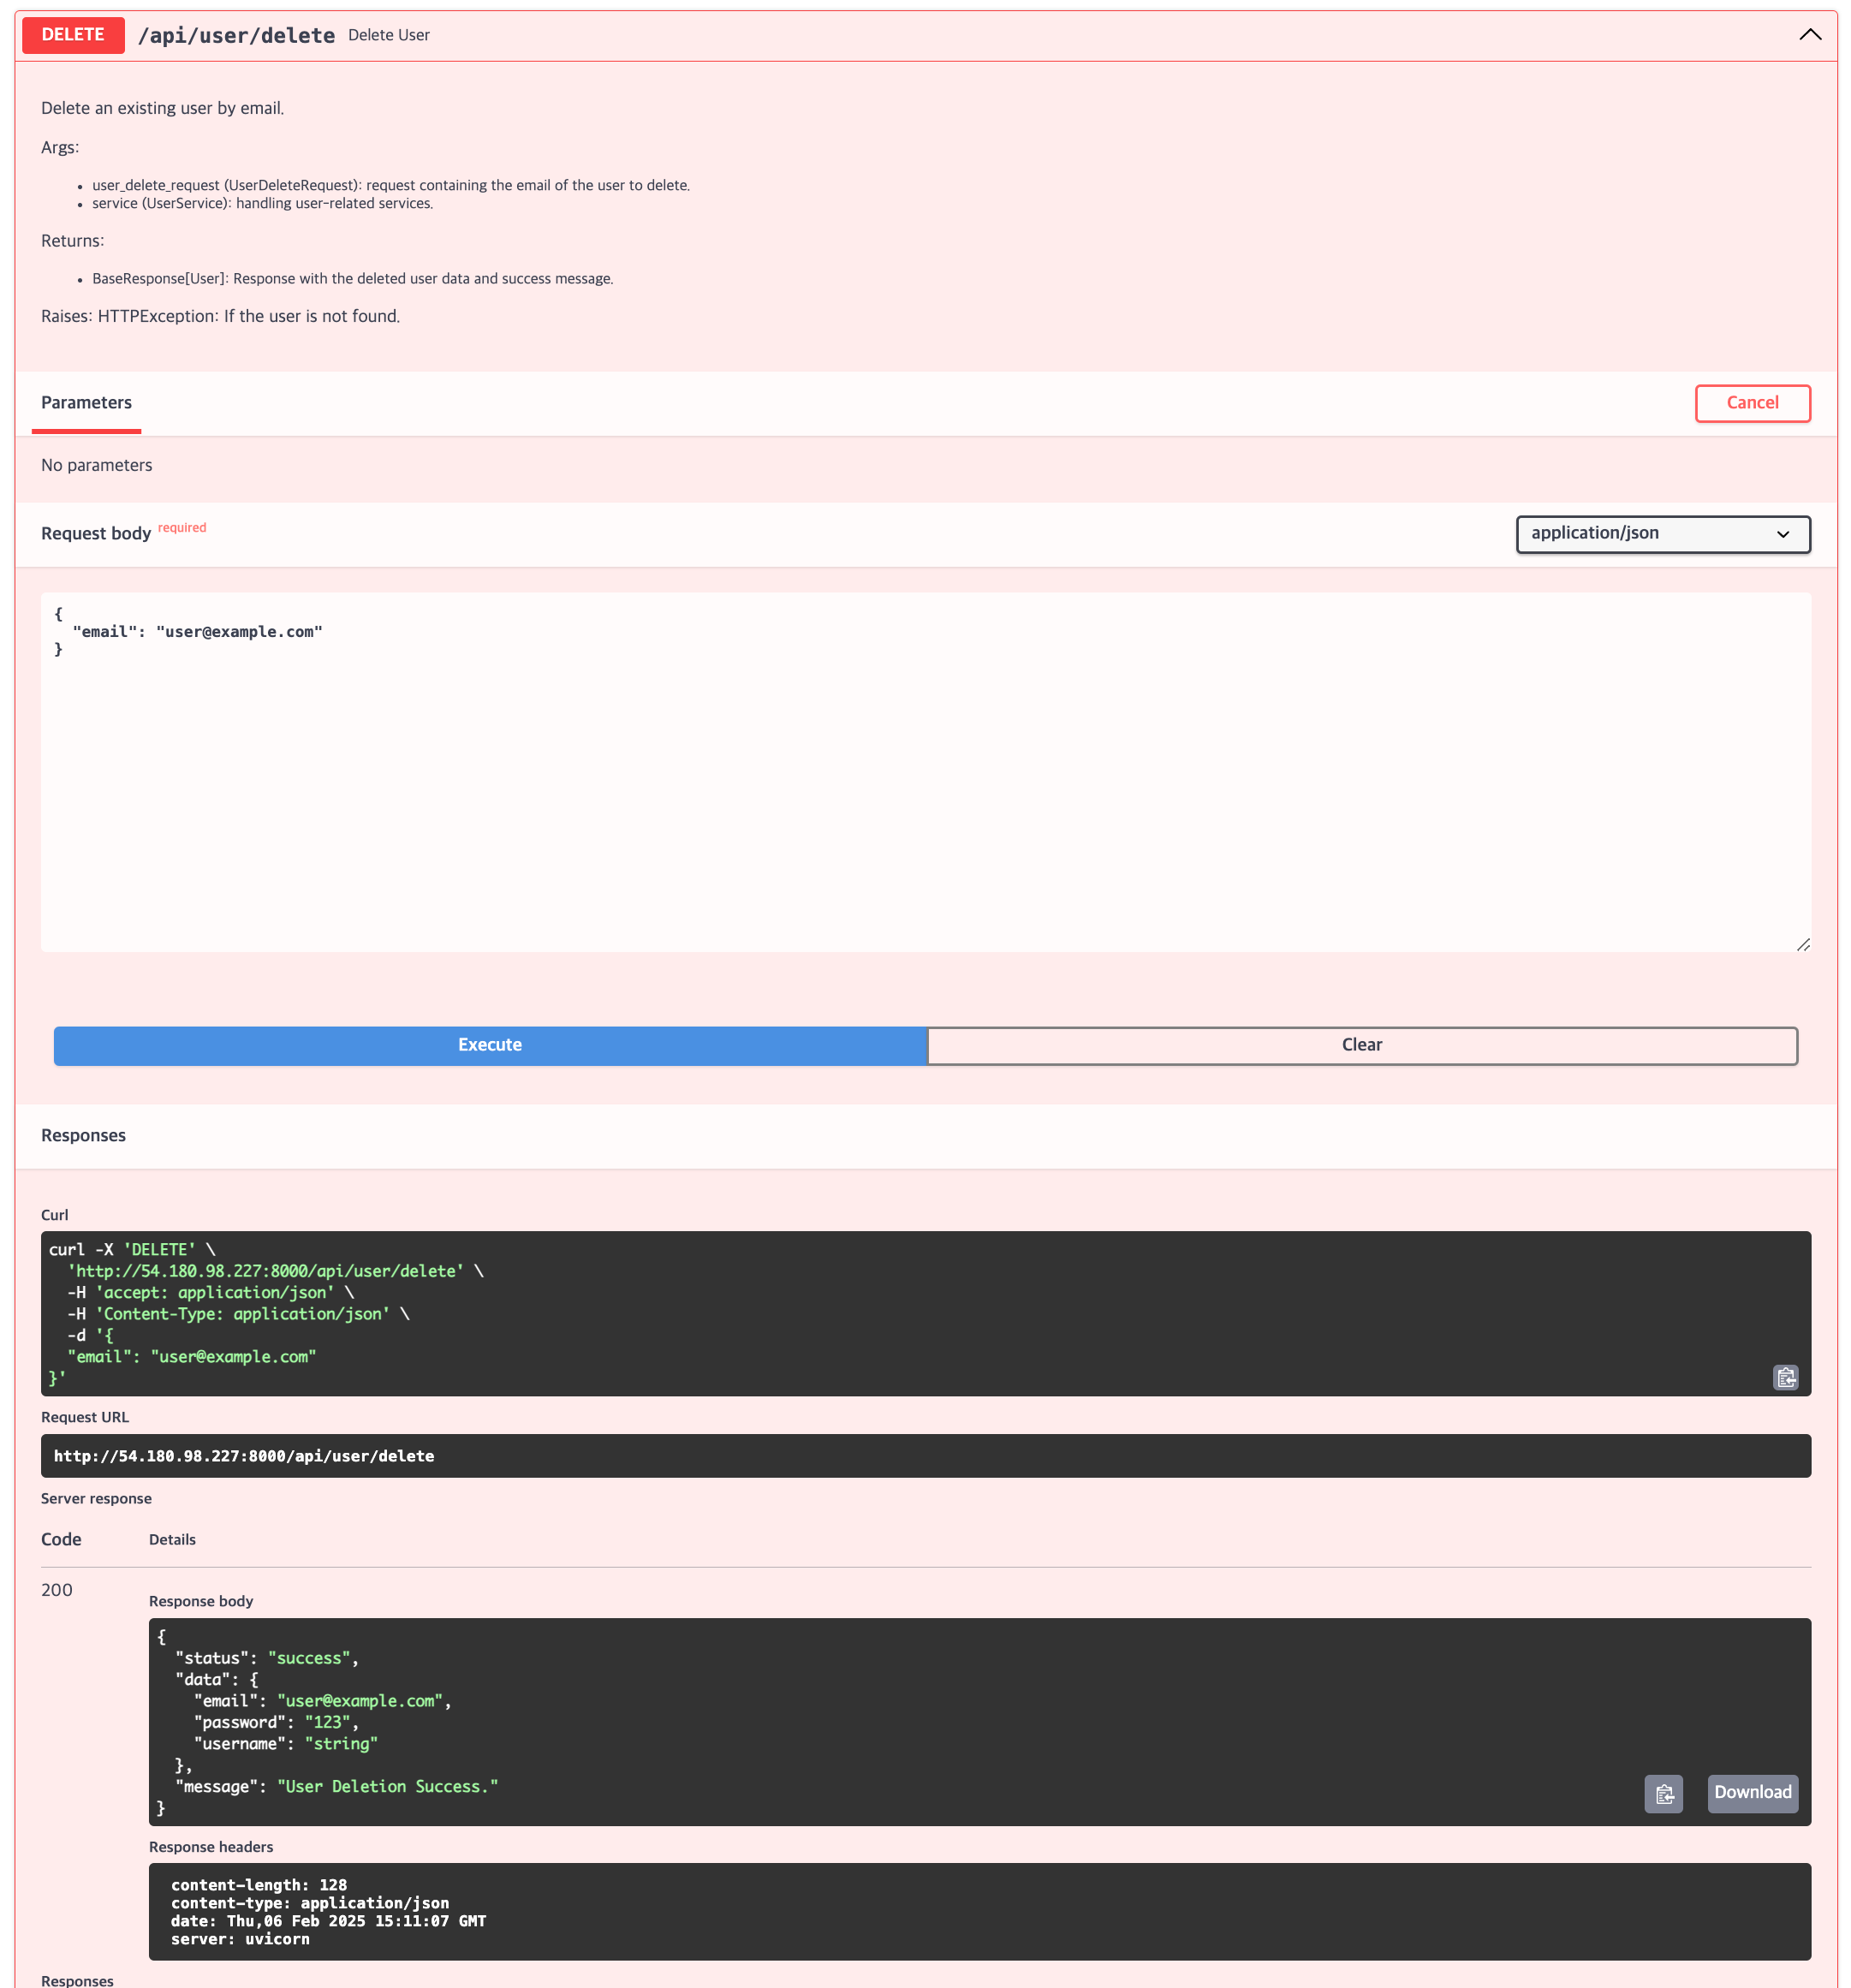 DELETE /api/user/delete Delete User
Delete an existing user by email.
Args:
• user_delete_request (UserDeleteRequest): request containing the email of the user to delete.
• service (UserService): handling user-related services.
Returns:
• BaseResponse[User]: Response with the deleted user data and success message.
Raises: HTTPException: If the user is not found.
Parameters
Cancel
No parameters
Request body required
application/json
{
  "email": "user@example.com"
}
Execute
Clear
Responses
Curl
curl -X 'DELETE' \
  'http://54.180.98.227:8000/api/user/delete' \
  -H 'accept: application/json' \
  -H 'Content-Type: application/json' \
  -d '{
  "email": "user@example.com"
}'
Request URL
http://54.180.98.227:8000/api/user/delete
Server response
Code Details
200
Response body
{
  "status": "success",
  "data": {
    "email": "user@example.com",
    "password": "123",
    "username": "string"
  },
  "message": "User Deletion Success."
}
Download
Response headers
content-length: 128
content-type: application/json
date: Thu,06 Feb 2025 15:11:07 GMT
server: uvicorn
Responses